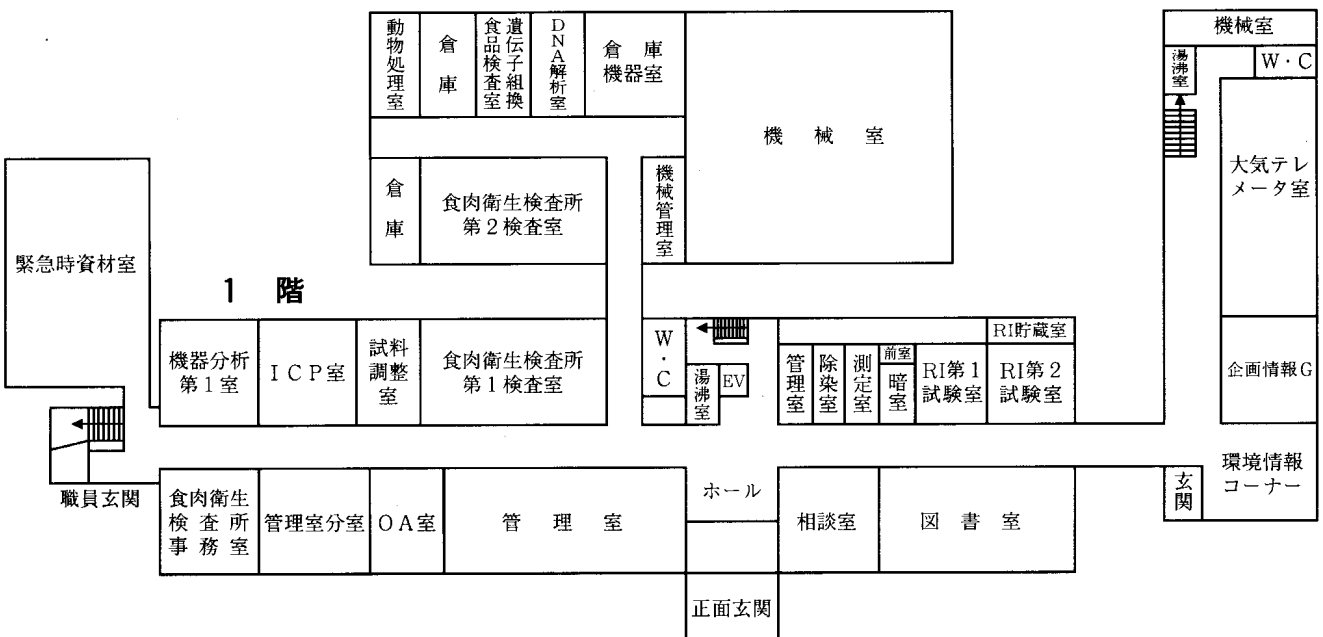 動物処理室
倉庫
遺伝子組換
食品検査室
DNA解析室
倉庫
機器室
機械室
機械室
湯沸室
W・C
大気テレ
メータ室
倉庫
食肉衛生検査所
第2検査室
機械管理室
緊急時資材室
1階
機器分析
第1室
ICP室
試料
調整
室
食肉衛生検査所
第1検査室
W・C
湯沸室
EV
管理室
除染室
測定室
前室
暗室
RI第1
試験室
RI貯蔵室
RI第2
試験室
企画情報G
職員玄関
食肉衛生
検査所
事務室
管理室分室
OA室
管理室
ホール
相談室
図書室
玄関
環境情報
コーナー
正面玄関